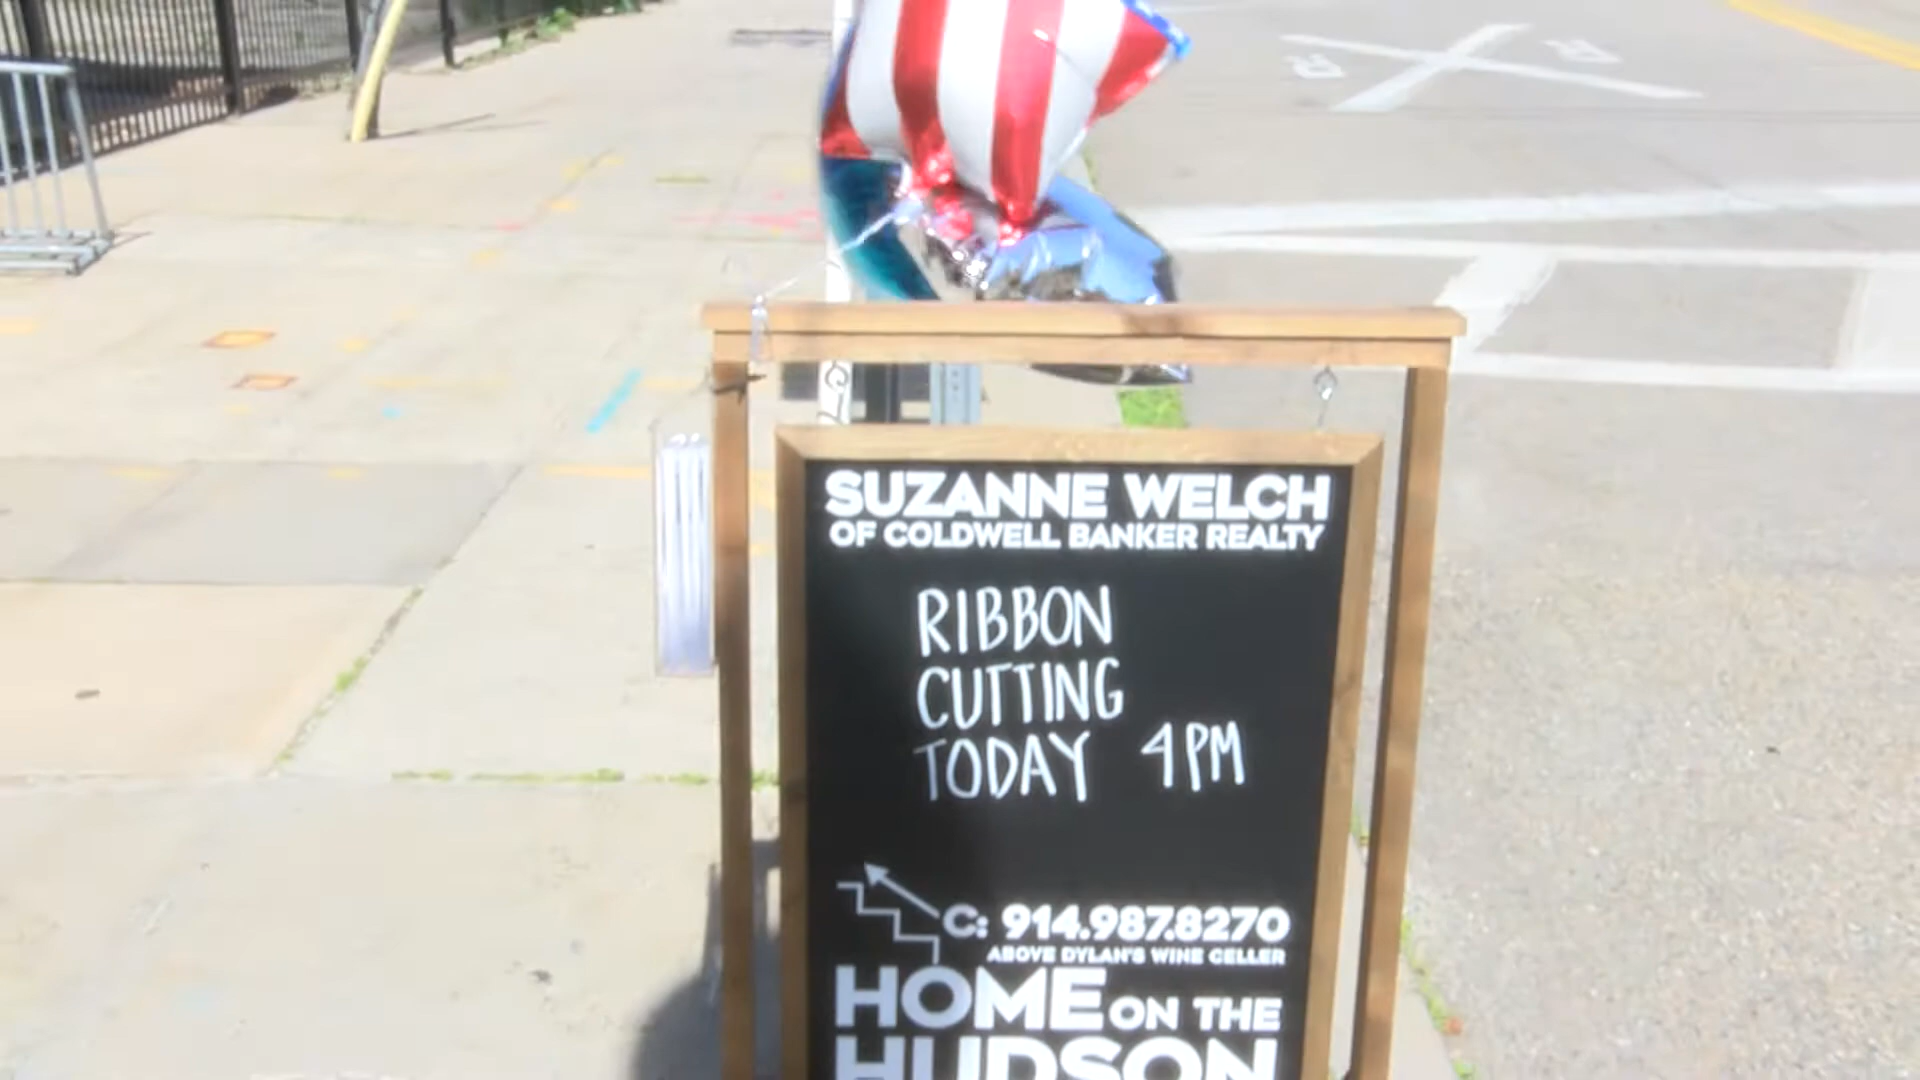 SUZANNE WELCH
OF COLDWELL BANKER REALTY
RIBBON
CUTTING
TODAY 4PM
C: 914.987.8270
ABOVE DYLAN'S WINE CELLER
HOME ON THE
HUDSON